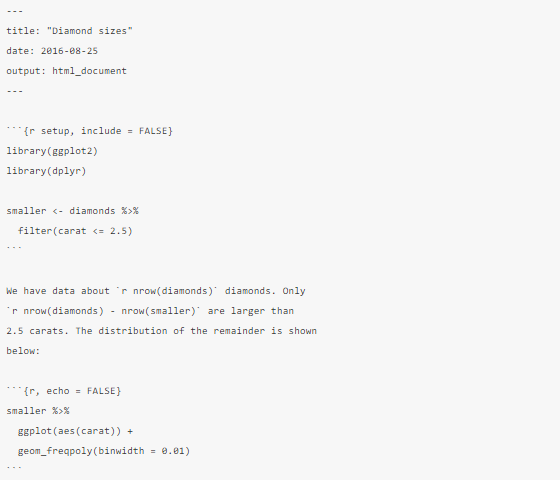 ---
title: "Diamond sizes"
date: 2016-08-25
output: html_document
---
```{r setup, include = FALSE}
library(ggplot2)
library(dplyr)
smaller <- diamonds %>%
  filter(carat <= 2.5)
```
We have data about `r nrow(diamonds)` diamonds. Only
`r nrow(diamonds) - nrow(smaller)` are larger than
2.5 carats. The distribution of the remainder is shown
below:
```{r, echo = FALSE}
smaller %>%
  ggplot(aes(carat)) +
  geom_freqpoly(binwidth = 0.01)
```